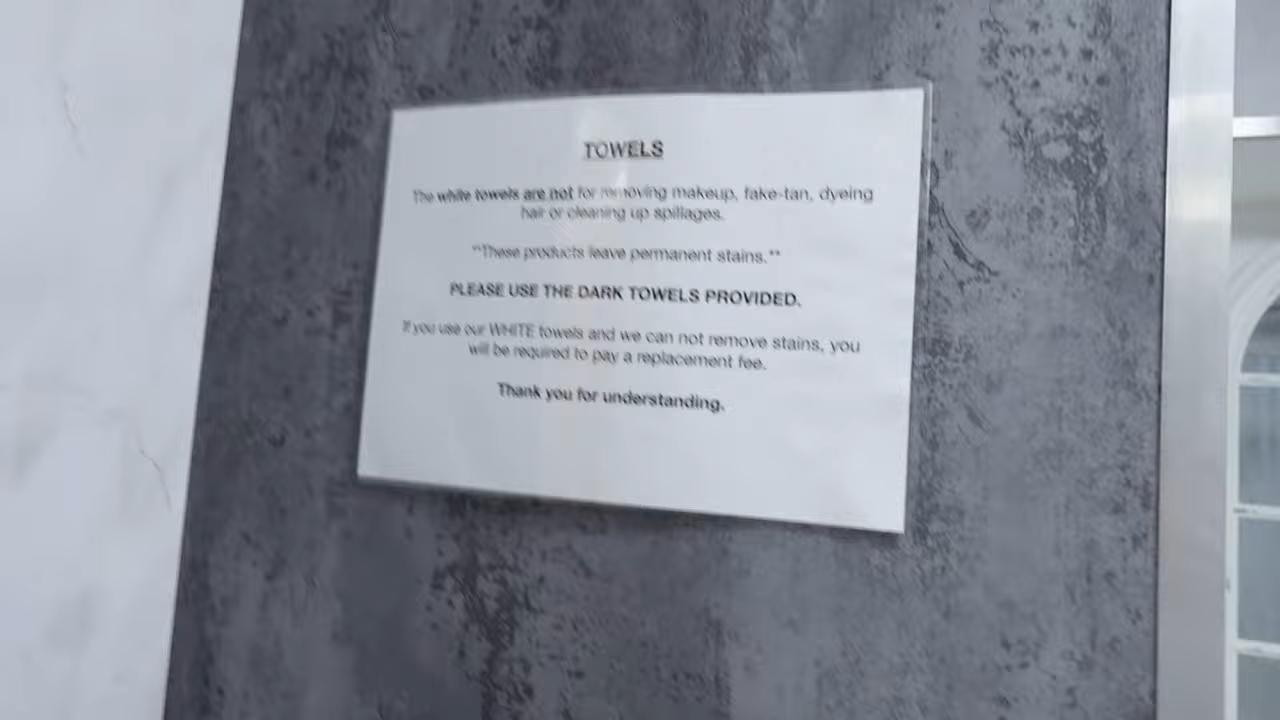 TOWELS
The white towels are not for removing makeup, fake-tan, dyeing
hair or cleaning up spillages.
**These products leave permanent stains.**
PLEASE USE THE DARK TOWELS PROVIDED.
If you use our WHITE towels and we can not remove stains, you
will be required to pay a replacement fee.
Thank you for understanding.